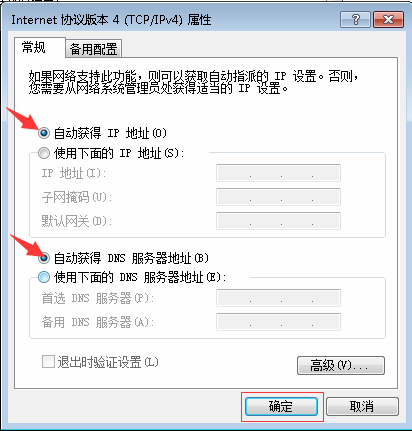 Internet 协议版本 4 (TCP/IPv4) 属性
?
常规
备用配置
如果网络支持此功能，则可以获取自动指派的 IP 设置。否则，
您需要从网络系统管理员处获得适当的 IP 设置。
自动获得 IP 地址(O)
使用下面的 IP 地址(S):
IP 地址(I):
子网掩码(U):
默认网关(D):
自动获得 DNS 服务器地址(B)
使用下面的 DNS 服务器地址(E):
首选 DNS 服务器(P):
备用 DNS 服务器(A):
退出时验证设置(L)
高级(V)...
确定
取消